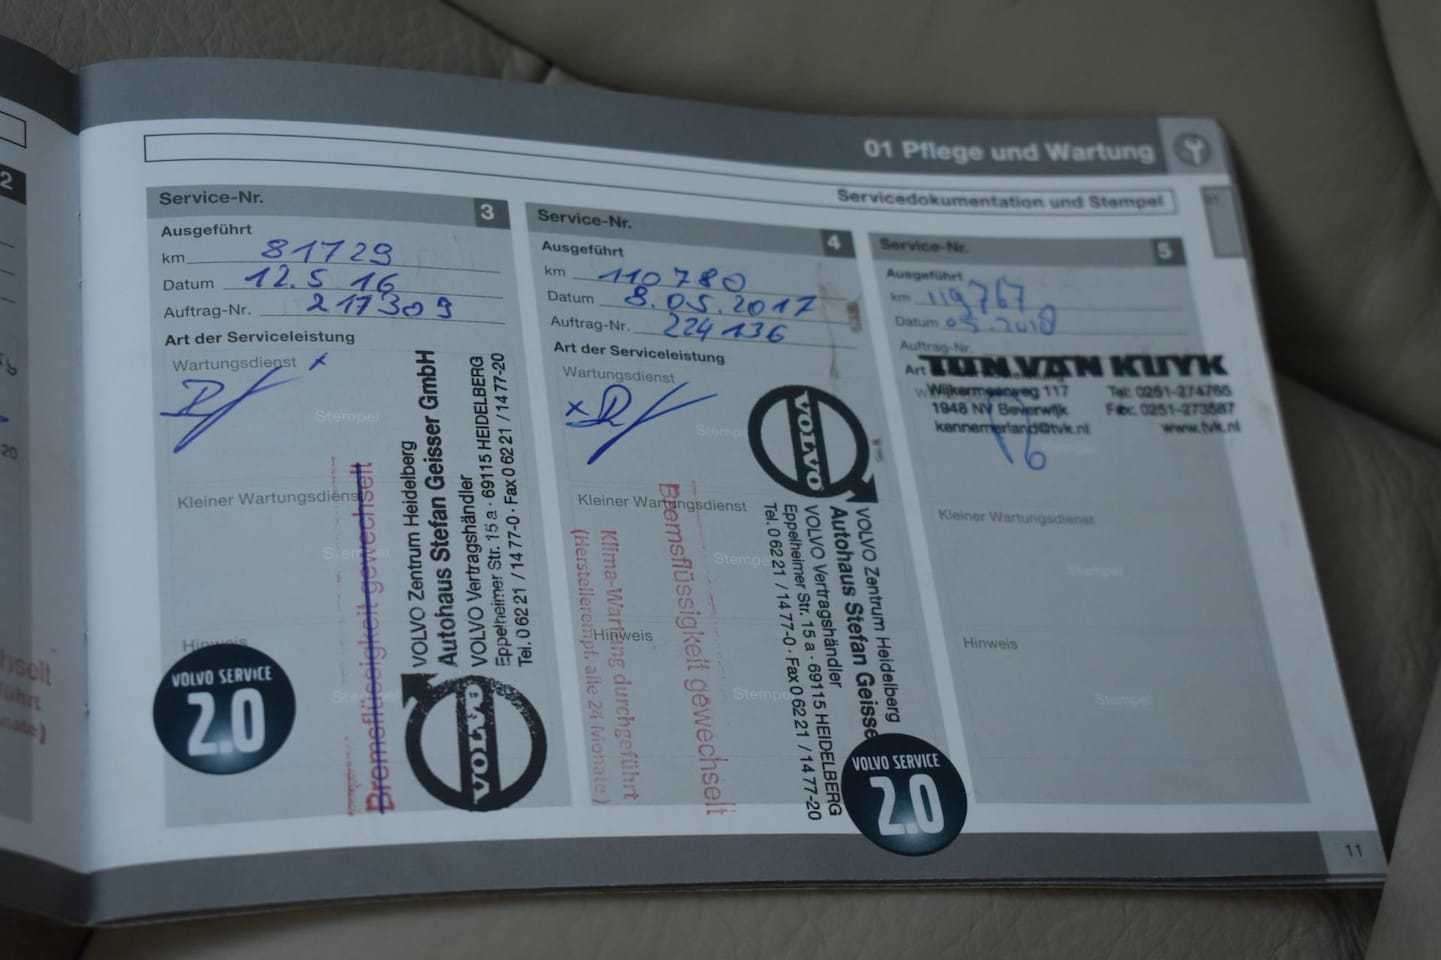 01 Pflege und Wartung
Servicedokumentation und Stempel
2
Service-Nr. 3
Ausgeführt
km 81729
Datum 12.5 16
Auftrag-Nr. 217309
Art der Serviceleistung
Wartungsdienst x
Stempel
Kleiner Wartungsdienst
Stempel
Hinweis
Stempel
Bremsflüssigkeit gewechselt
VOLVO Zentrum Heidelberg
Autohaus Stefan Geisser GmbH
VOLVO Vertragshändler
Eppelheimer Str. 15 a · 69115 HEIDELBERG
Tel. 0 62 21 / 14 77-0 · Fax 0 62 21 / 14 77-20
VOLVO
VOLVO SERVICE
2.0
Service-Nr. 4
Ausgeführt
km 110780
Datum 8.05.2017
Auftrag-Nr. 224136
Art der Serviceleistung
Wartungsdienst
x
Stempel
Kleiner Wartungsdienst
Stempel
Hinweis
Stempel
Klima-Wartung durchgeführt
(Herstellerempf. alle 24 Monate)
Bremsflüssigkeit gewechselt
VOLVO
VOLVO Zentrum Heidelberg
Autohaus Stefan Geisse
VOLVO Vertragshändler
Eppelheimer Str. 15 a · 69115 HEIDELBERG
Tel. 0 62 21 / 14 77-0 · Fax 0 62 21 / 14 77-20
VOLVO SERVICE
2.0
Service-Nr. 5
Ausgeführt
km 119767
Datum 05.2018
Auftrag-Nr.
Art
TON VAN KUYK
Wijkermeerweg 117 Tel: 0251-274765
1948 NV Beverwijk Fax: 0251-273587
kennemerland@tvk.nl www.tvk.nl
Kleiner Wartungsdienst
Stempel
Hinweis
Stempel
11